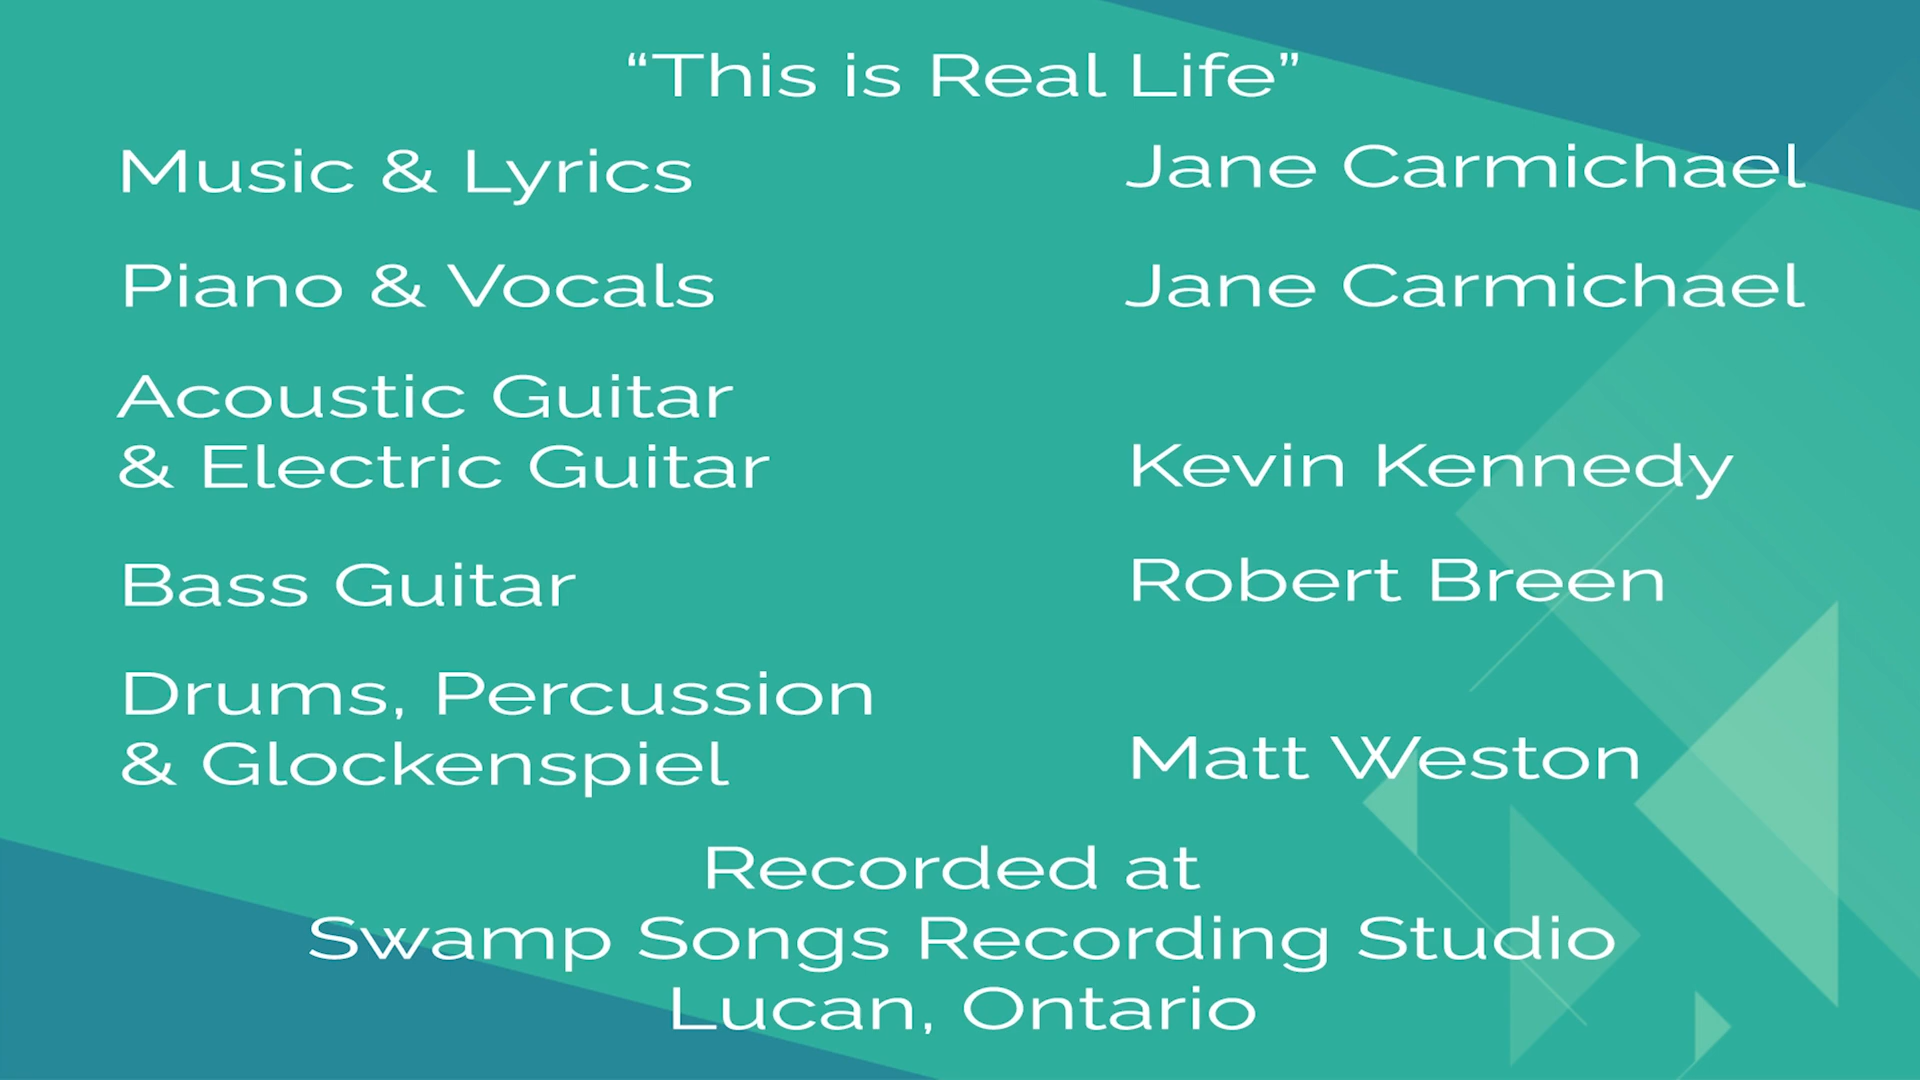 “This is Real Life”
Music & Lyrics Jane Carmichael
Piano & Vocals Jane Carmichael
Acoustic Guitar
& Electric Guitar Kevin Kennedy
Bass Guitar Robert Breen
Drums, Percussion
& Glockenspiel Matt Weston
Recorded at
Swamp Songs Recording Studio
Lucan, Ontario